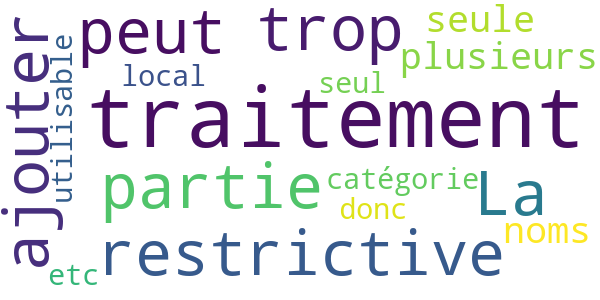 peut trop
seule
plusieurs
local
seul
utilisable
ajouter
traitement
partie
catégorie
La
donc
noms
restrictive
etc